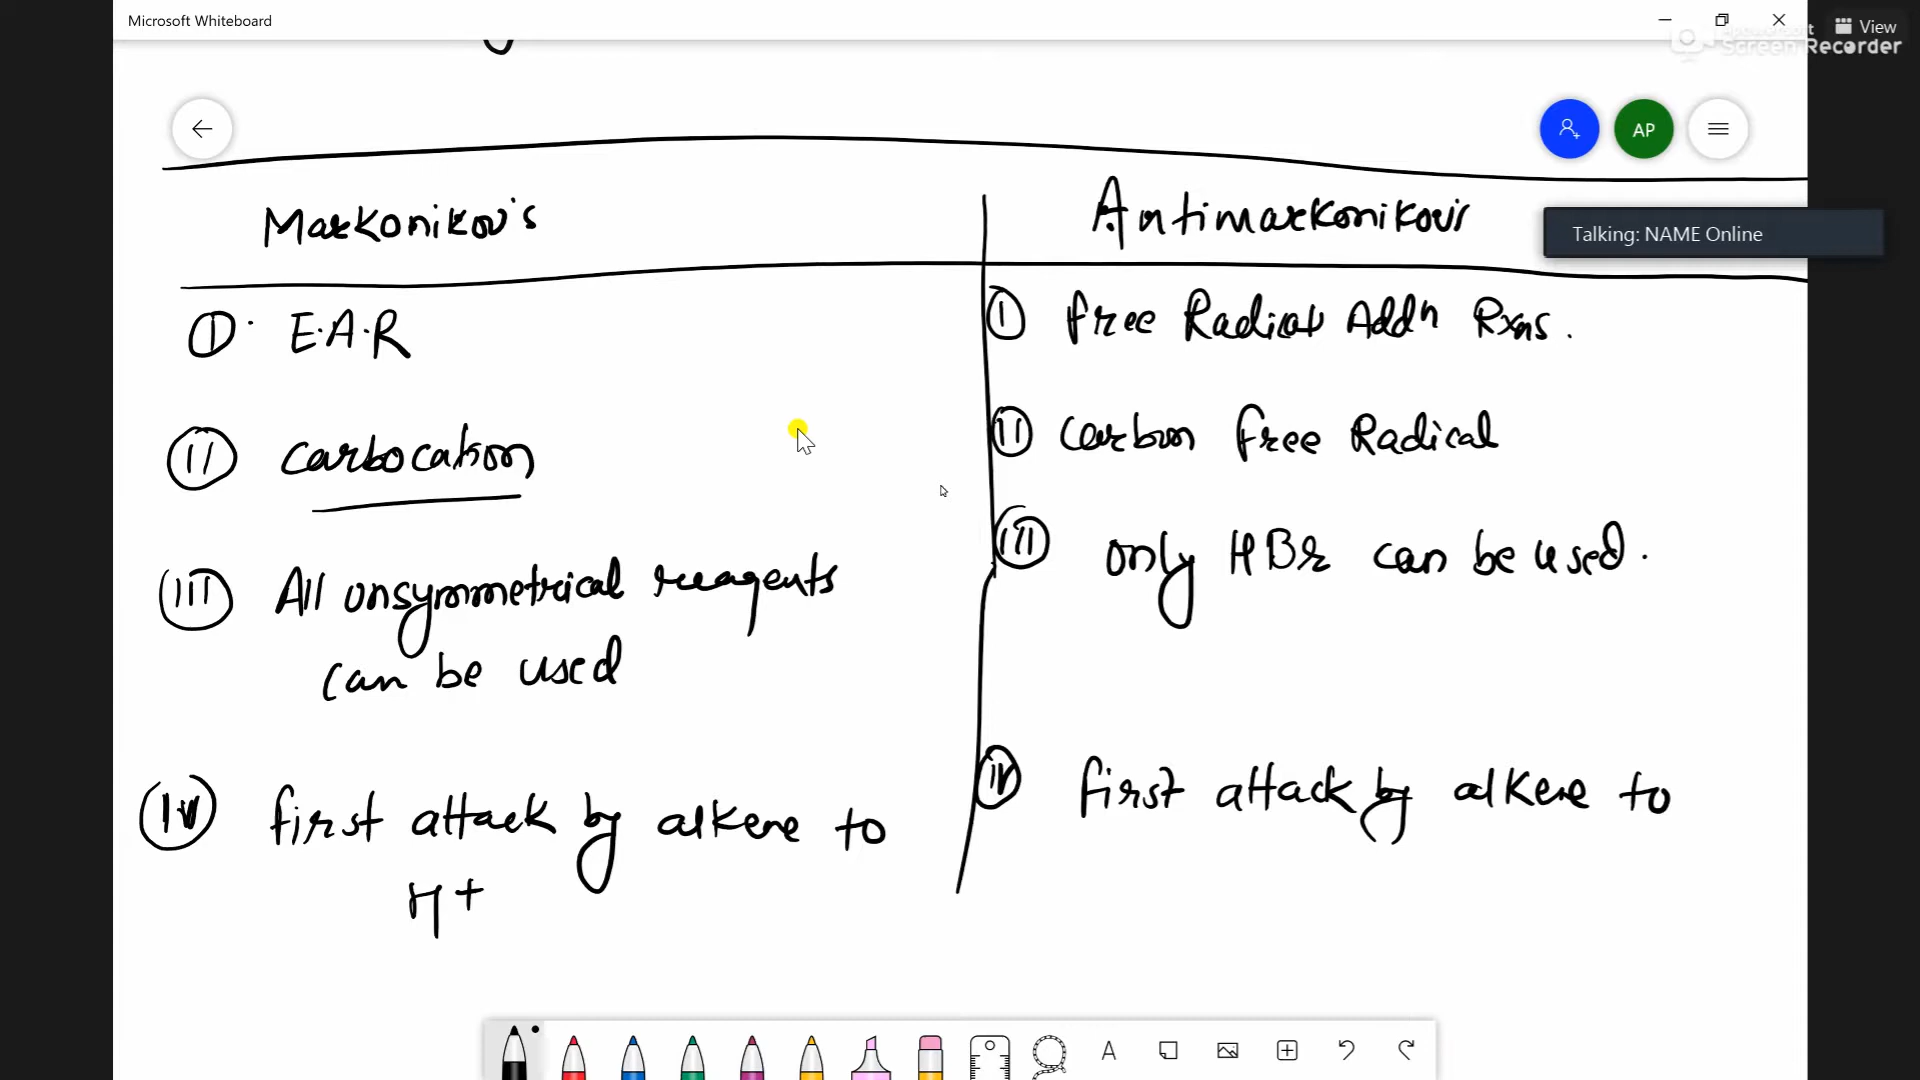 Microsoft Whiteboard
View
Apowersoft
Screen Recorder
AP
Talking: NAME Online
Markonikov's
Antimarkonikov's
I E.A.R
II carbocation
III All unsymmetrical reagents
can be used
IV first attack by alkene to
H+
I free Radical Addn Rxns.
II carbon free Radical
III only HBr can be used.
IV first attack by alkene to
A